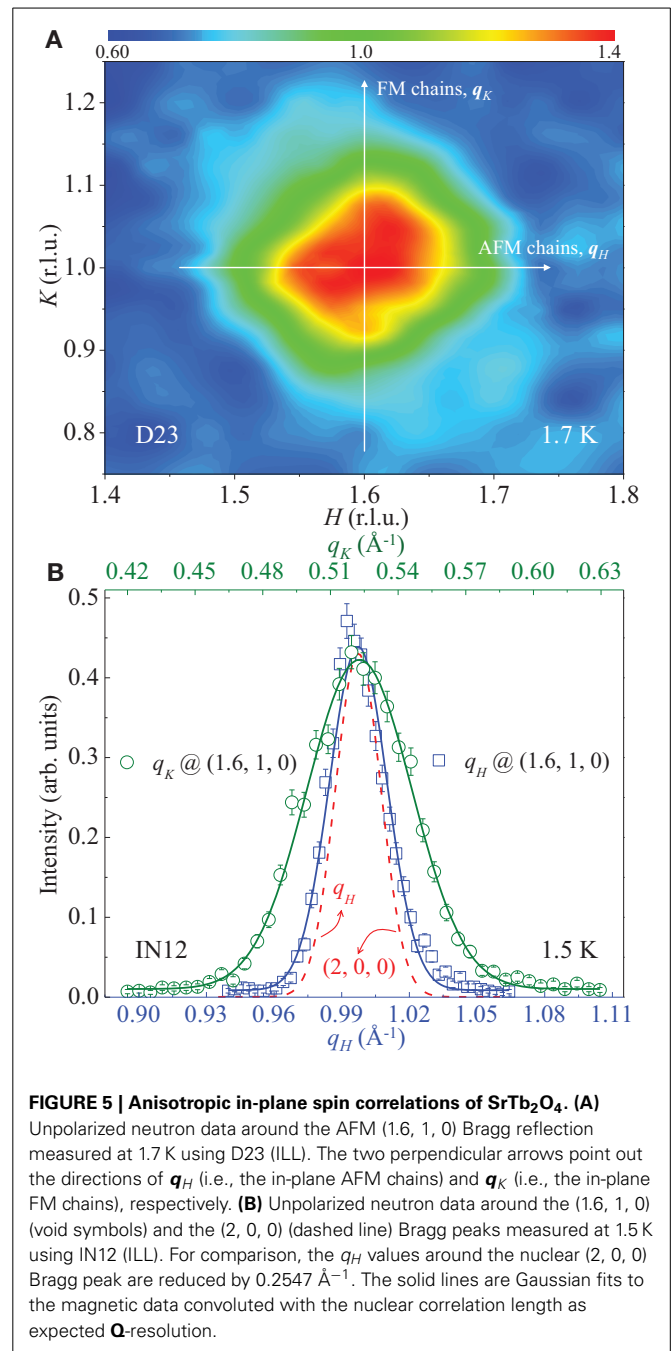 A
0.60 1.0 1.4
FM chains, qK
AFM chains, qH
K (r.l.u.)
1.2
1.1
1.0
0.9
0.8
D23 1.7 K
1.4 1.5 1.6 1.7 1.8
H (r.l.u.)
qK (Å-1)
B
0.42 0.45 0.48 0.51 0.54 0.57 0.60 0.63
Intensity (arb. units)
0.5
0.4
0.3
0.2
0.1
0.0
qK @ (1.6, 1, 0)
qH @ (1.6, 1, 0)
qH
(2, 0, 0)
IN12 1.5 K
0.90 0.93 0.96 0.99 1.02 1.05 1.08 1.11
qH (Å-1)
FIGURE 5 | Anisotropic in-plane spin correlations of SrTb2O4. (A)
Unpolarized neutron data around the AFM (1.6, 1, 0) Bragg reflection
measured at 1.7 K using D23 (ILL). The two perpendicular arrows point out
the directions of qH (i.e., the in-plane AFM chains) and qK (i.e., the in-plane
FM chains), respectively. (B) Unpolarized neutron data around the (1.6, 1, 0)
(void symbols) and the (2, 0, 0) (dashed line) Bragg peaks measured at 1.5 K
using IN12 (ILL). For comparison, the qH values around the nuclear (2, 0, 0)
Bragg peak are reduced by 0.2547 Å−1. The solid lines are Gaussian fits to
the magnetic data convoluted with the nuclear correlation length as
expected Q-resolution.